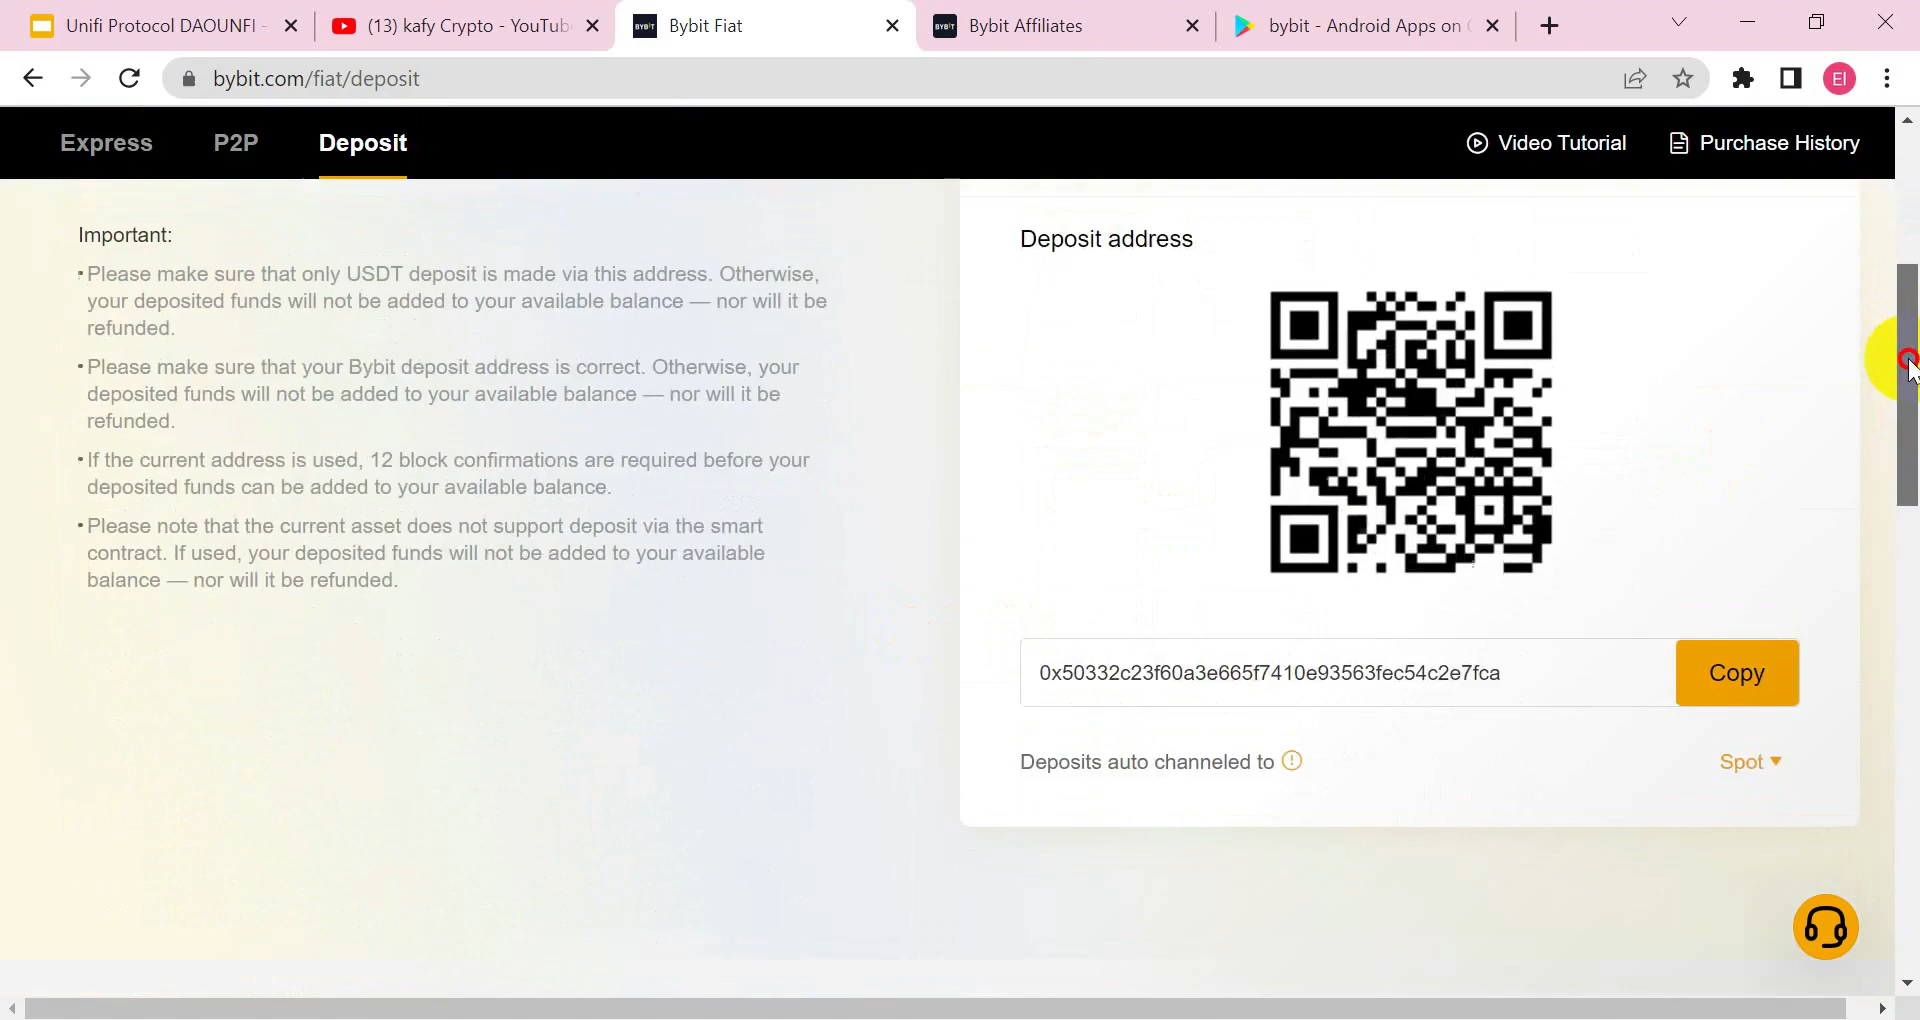 Unifi Protocol DAOUNFI -
(13) kafy Crypto - YouTub
BYBIT
Bybit Fiat
BYBIT
Bybit Affiliates
bybit - Android Apps on
bybit.com/fiat/deposit
EI
Express
P2P
Deposit
Video Tutorial
Purchase History
Important:
Please make sure that only USDT deposit is made via this address. Otherwise,
your deposited funds will not be added to your available balance — nor will it be
refunded.
Please make sure that your Bybit deposit address is correct. Otherwise, your
deposited funds will not be added to your available balance — nor will it be
refunded.
If the current address is used, 12 block confirmations are required before your
deposited funds can be added to your available balance.
Please note that the current asset does not support deposit via the smart
contract. If used, your deposited funds will not be added to your available
balance — nor will it be refunded.
Deposit address
0x50332c23f60a3e665f7410e93563fec54c2e7fca
Copy
Deposits auto channeled to
Spot